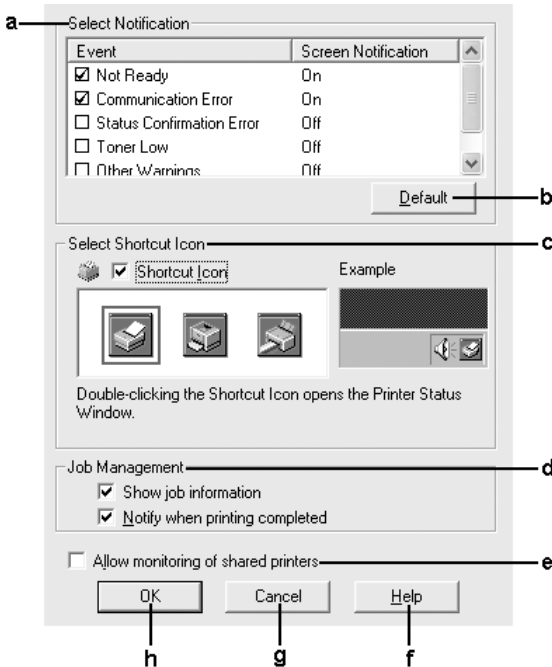 a
Select Notification
Event Screen Notification
Not Ready On
Communication Error On
Status Confirmation Error Off
Toner Low Off
Other Warnings Off
Default
b
Select Shortcut Icon
c
Shortcut Icon
Example
Double-clicking the Shortcut Icon opens the Printer Status
Window.
Job Management
d
Show job information
Notify when printing completed
Allow monitoring of shared printers
e
OK Cancel Help
h g f